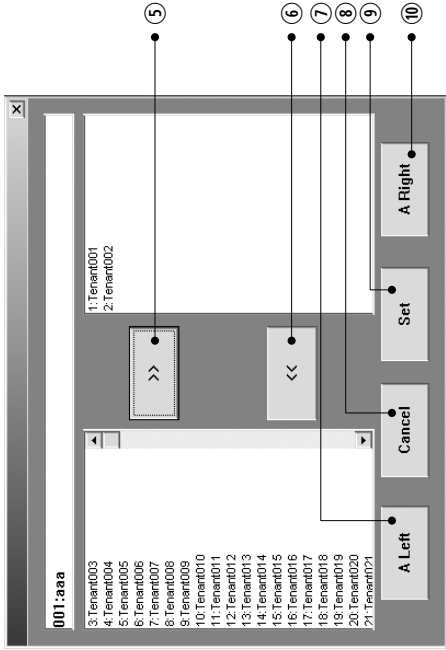 ×
001:aaa
3:Tenant003
4:Tenant004
5:Tenant005
6:Tenant006
7:Tenant007
8:Tenant008
9:Tenant009
10:Tenant010
11:Tenant011
12:Tenant012
13:Tenant013
14:Tenant014
15:Tenant015
16:Tenant016
17:Tenant017
18:Tenant018
19:Tenant019
20:Tenant020
21:Tenant021
>>
<<
1:Tenant001
2:Tenant002
A Left
Cancel
Set
A Right
⑤
⑥
⑦
⑧
⑨
⑩